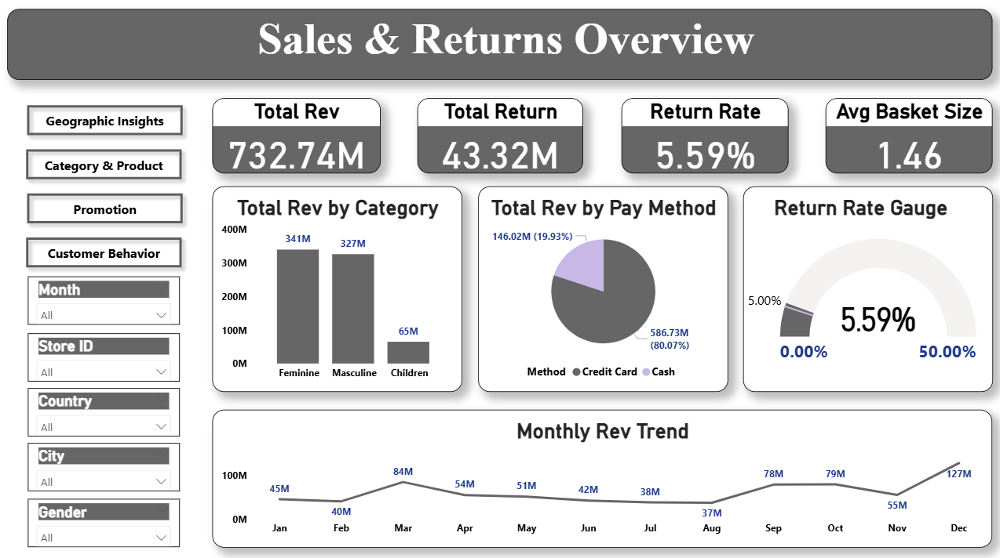 Sales & Returns Overview
Geographic Insights
Category & Product
Promotion
Customer Behavior
Month
All
Store ID
All
Country
All
City
All
Gender
All
Total Rev
732.74M
Total Return
43.32M
Return Rate
5.59%
Avg Basket Size
1.46
Total Rev by Category
400M
300M
200M
100M
0M
341M
327M
65M
Feminine Masculine Children
Total Rev by Pay Method
146.02M (19.93%)
586.73M
(80.07%)
Method Credit Card Cash
Return Rate Gauge
5.00%
5.59%
0.00% 50.00%
Monthly Rev Trend
100M
0M
45M 40M 84M 54M 51M 42M 38M 37M 78M 79M 55M 127M
Jan Feb Mar Apr May Jun Jul Aug Sep Oct Nov Dec